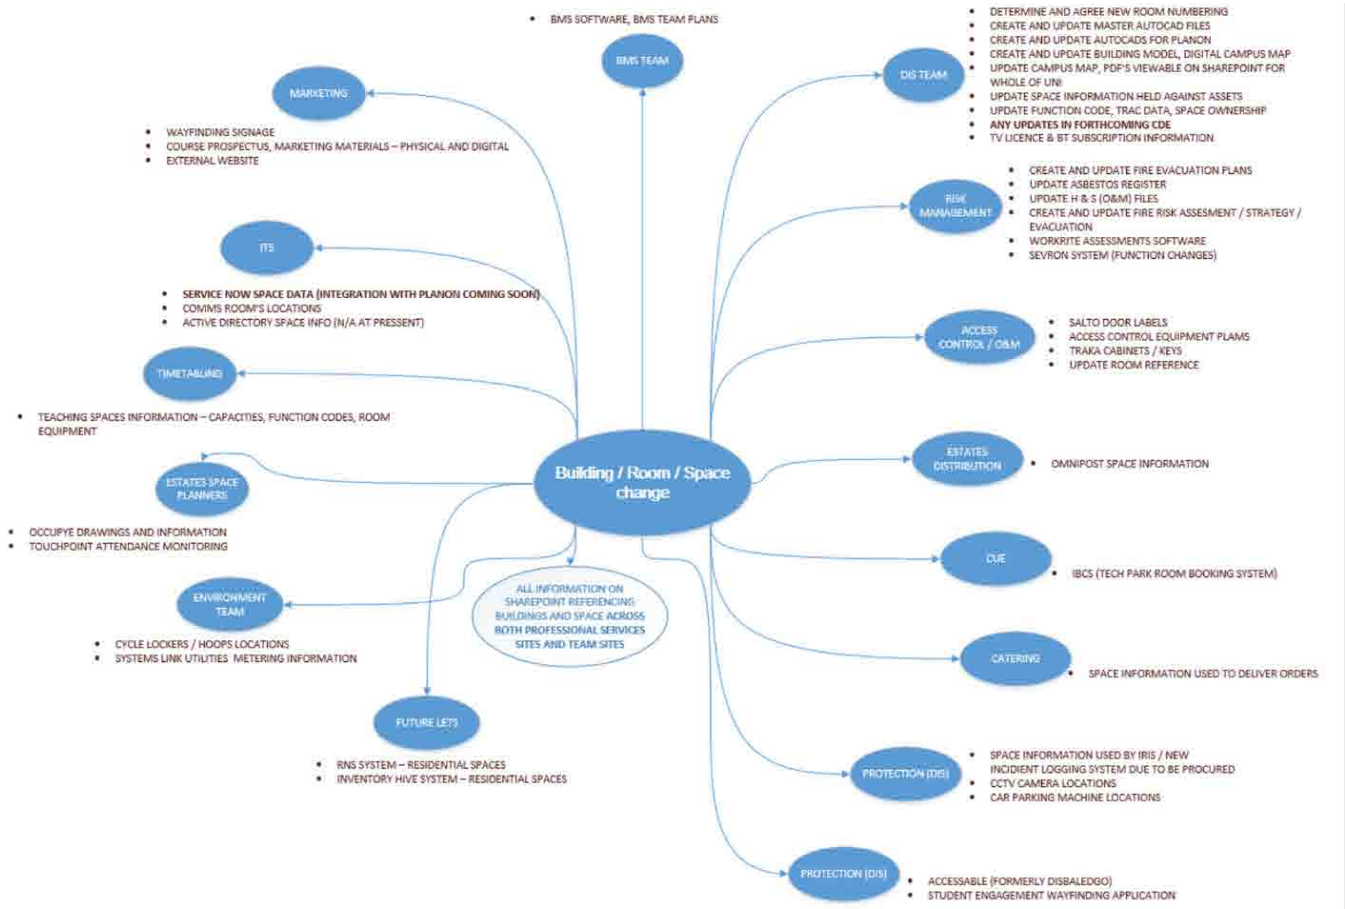 BMS SOFTWARE, BMS TEAM PLANS
BMS TEAM
MARKETING
WAYFINDING SIGNAGE
COURSE PROSPECTUS, MARKETING MATERIALS – PHYSICAL AND DIGITAL
EXTERNAL WEBSITE
ITS
SERVICE NOW SPACE DATA (INTEGRATION WITH PLANON COMING SOON)
COMMS ROOM'S LOCATIONS
ACTIVE DIRECTORY SPACE INFO (N/A AT PRESSENT)
TIMETABLING
TEACHING SPACES INFORMATION – CAPACITIES, FUNCTION CODES, ROOM
EQUIPMENT
ESTATES SPACE
PLANNERS
OCCUPYE DRAWINGS AND INFORMATION
TOUCHPOINT ATTENDANCE MONITORING
ENVIRONMENT
TEAM
CYCLE LOCKERS / HOOPS LOCATIONS
SYSTEMS LINK UTILITIES METERING INFORMATION
FUTURE LETS
RNS SYSTEM – RESIDENTIAL SPACES
INVENTORY HIVE SYSTEM – RESIDENTIAL SPACES
Building / Room / Space
change
ALL INFORMATION ON
SHAREPOINT REFERENCING
BUILDINGS AND SPACE ACROSS
BOTH PROFESSIONAL SERVICES
SITES AND TEAM SITES
DIS TEAM
DETERMINE AND AGREE NEW ROOM NUMBERING
CREATE AND UPDATE MASTER AUTOCAD FILES
CREATE AND UPDATE AUTOCADS FOR PLANON
CREATE AND UPDATE BUILDING MODEL, DIGITAL CAMPUS MAP
UPDATE CAMPUS MAP, PDF'S VIEWABLE ON SHAREPOINT FOR
WHOLE OF UNI
UPDATE SPACE INFORMATION HELD AGAINST ASSETS
UPDATE FUNCTION CODE, TRAC DATA, SPACE OWNERSHIP
ANY UPDATES IN FORTHCOMING CDE
TV LICENCE & BT SUBSCRIPTION INFORMATION
RISK
MANAGEMENT
CREATE AND UPDATE FIRE EVACUATION PLANS
UPDATE ASBESTOS REGISTER
UPDATE H & S (O&M) FILES
CREATE AND UPDATE FIRE RISK ASSESMENT / STRATEGY /
EVACUATION
WORKRITE ASSESSMENTS SOFTWARE
SEVRON SYSTEM (FUNCTION CHANGES)
ACCESS
CONTROL / O&M
SALTO DOOR LABELS
ACCESS CONTROL EQUIPMENT PLAMS
TRAKA CABINETS / KEYS
UPDATE ROOM REFERENCE
ESTATES
DISTRIBUTION
OMNIPOST SPACE INFORMATION
CUE
IBCS (TECH PARK ROOM BOOKING SYSTEM)
CATERING
SPACE INFORMATION USED TO DELIVER ORDERS
PROTECTION (DIS)
SPACE INFORMATION USED BY IRIS / NEW
INCIDENT LOGGING SYSTEM DUE TO BE PROCURED
CCTV CAMERA LOCATIONS
CAR PARKING MACHINE LOCATIONS
PROTECTION (DIS)
ACCESSABLE (FORMERLY DISBALEDGO)
STUDENT ENGAGEMENT WAYFINDING APPLICATION